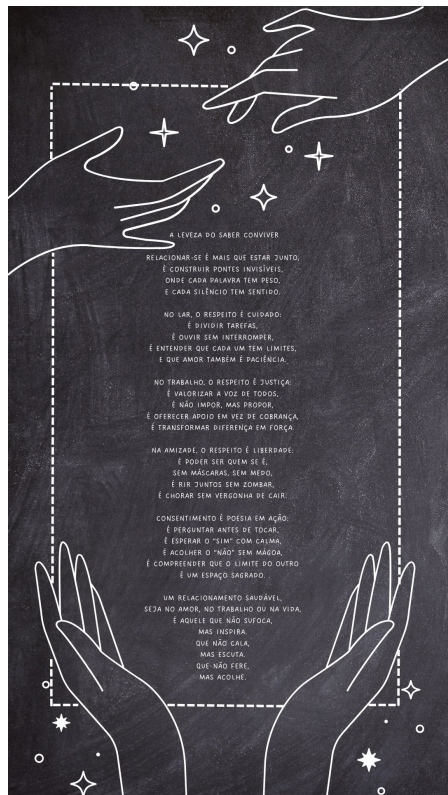 A LEVEZA DO SABER CONVIVER
RELACIONAR-SE É MAIS QUE ESTAR JUNTO,
É CONSTRUIR PONTES INVISÍVEIS,
ONDE CADA PALAVRA TEM PESO,
E CADA SILÊNCIO TEM SENTIDO.
NO LAR, O RESPEITO É CUIDADO:
É DIVIDIR TAREFAS,
É OUVIR SEM INTERROMPER,
É ENTENDER QUE CADA UM TEM LIMITES,
E QUE AMOR TAMBÉM É PACIÊNCIA.
NO TRABALHO, O RESPEITO É JUSTIÇA:
É VALORIZAR A VOZ DE TODOS,
É NÃO IMPOR, MAS PROPOR,
É OFERECER APOIO EM VEZ DE COBRANÇA,
É TRANSFORMAR DIFERENÇA EM FORÇA.
NA AMIZADE, O RESPEITO É LIBERDADE:
É PODER SER QUEM SE É,
SEM MÁSCARAS, SEM MEDO,
É RIR JUNTOS SEM ZOMBAR,
É CHORAR SEM VERGONHA DE CAIR.
CONSENTIMENTO É POESIA EM AÇÃO:
É PERGUNTAR ANTES DE TOCAR,
É ESPERAR O "SIM" COM CALMA,
É ACOLHER O "NÃO" SEM MÁGOA,
É COMPREENDER QUE O LIMITE DO OUTRO
É UM ESPAÇO SAGRADO.
UM RELACIONAMENTO SAUDÁVEL,
SEJA NO AMOR, NO TRABALHO OU NA VIDA,
É AQUELE QUE NÃO SUFOCA,
MAS INSPIRA.
QUE NÃO CALA,
MAS ESCUTA.
QUE NÃO FERE,
MAS ACOLHE.